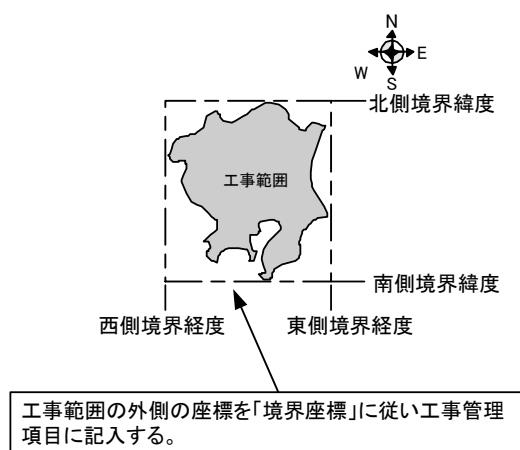 N
W
E
S
北側境界緯度
工事範囲
南側境界緯度
西側境界経度
東側境界経度
工事範囲の外側の座標を「境界座標」に従い工事管理
項目に記入する。